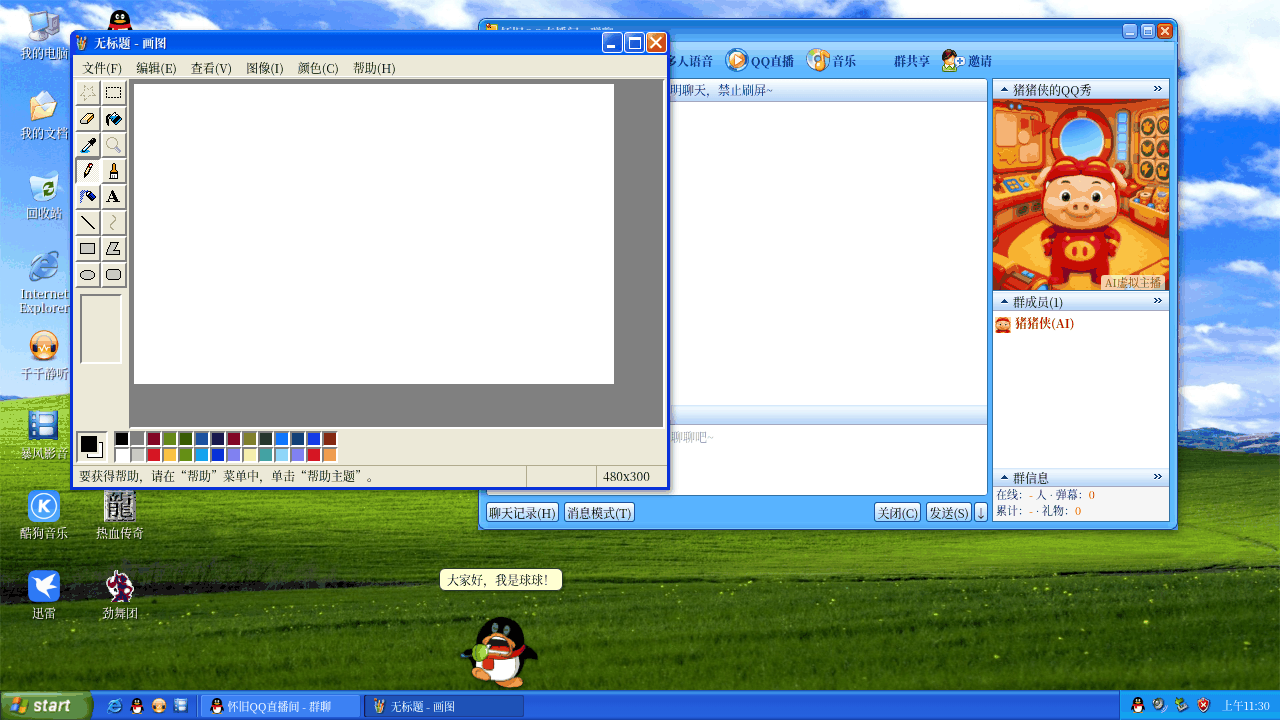 我的电脑
我的文档
回收站
Internet
Explorer
千千静听
暴风影音
酷狗音乐
热血传奇
迅雷
劲舞团
无标题 - 画图
文件(F) 编辑(E) 查看(V) 图像(I) 颜色(C) 帮助(H)
A
要获得帮助，请在“帮助”菜单中，单击“帮助主题”。
480x300
人语音 QQ直播 音乐 群共享 邀请
明聊天，禁止刷屏~
聊聊吧~
聊天记录(H) 消息模式(T) 关闭(C) 发送(S) ↓
猪猪侠的QQ秀
AI虚拟主播
群成员(1)
猪猪侠(AI)
群信息
在线：- 人 · 弹幕：0
累计：- · 礼物：0
大家好，我是球球！
start
怀旧QQ直播间 - 群聊
无标题 - 画图
上午11:30